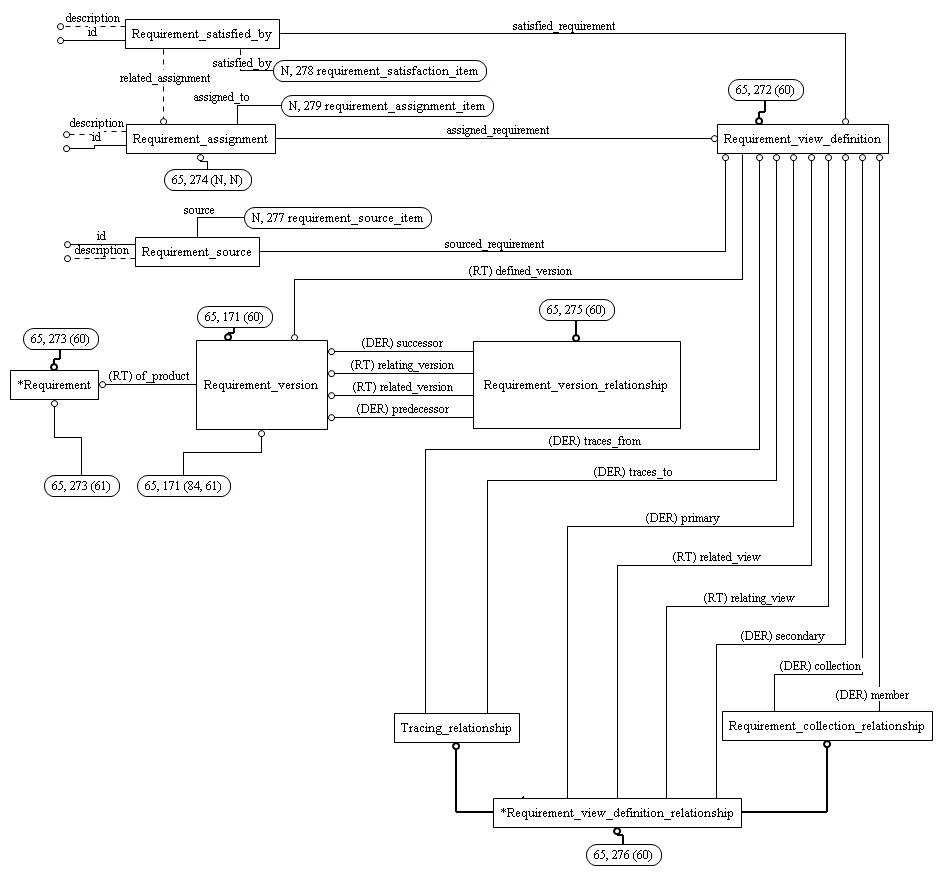 description
satisfied_requirement
id
Requirement_satisfied_by
satisfied_by
N, 278 requirement_satisfaction_item
related_assignment
65, 272 (60)
assigned_to
N, 279 requirement_assignment_item
description
id
Requirement_assignment
assigned_requirement
Requirement_view_definition
65, 274 (N, N)
source
N, 277 requirement_source_item
id
description
Requirement_source
sourced_requirement
(RT) defined_version
65, 171 (60)
65, 275 (60)
65, 273 (60)
(DER) successor
(RT) relating_version
*Requirement
(RT) of_product
Requirement_version
Requirement_version_relationship
(RT) related_version
(DER) predecessor
(DER) traces_from
(DER) traces_to
65, 273 (61)
65, 171 (84, 61)
(DER) primary
(RT) related_view
(RT) relating_view
(DER) secondary
(DER) collection
(DER) member
Tracing_relationship
Requirement_collection_relationship
*Requirement_view_definition_relationship
65, 276 (60)